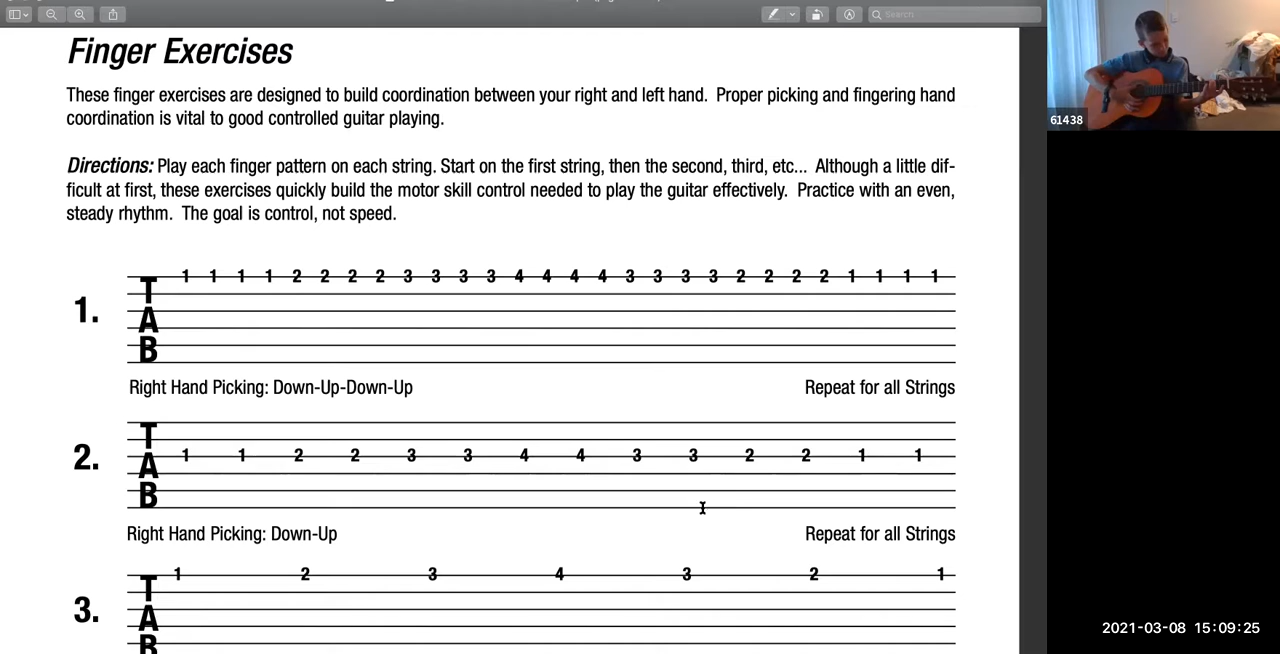 Search
Finger Exercises
These finger exercises are designed to build coordination between your right and left hand. Proper picking and fingering hand
coordination is vital to good controlled guitar playing.
Directions: Play each finger pattern on each string. Start on the first string, then the second, third, etc... Although a little dif-
ficult at first, these exercises quickly build the motor skill control needed to play the guitar effectively. Practice with an even,
steady rhythm. The goal is control, not speed.
1.
TAB
1 1 1 1 2 2 2 2 3 3 3 3 4 4 4 4 3 3 3 3 2 2 2 2 1 1 1 1
Right Hand Picking: Down-Up-Down-Up Repeat for all Strings
2.
TAB
1 1 2 2 3 3 4 4 3 3 2 2 1 1
Right Hand Picking: Down-Up Repeat for all Strings
3.
TAB
1 2 3 4 3 2 1
61438
2021-03-08 15:09:25